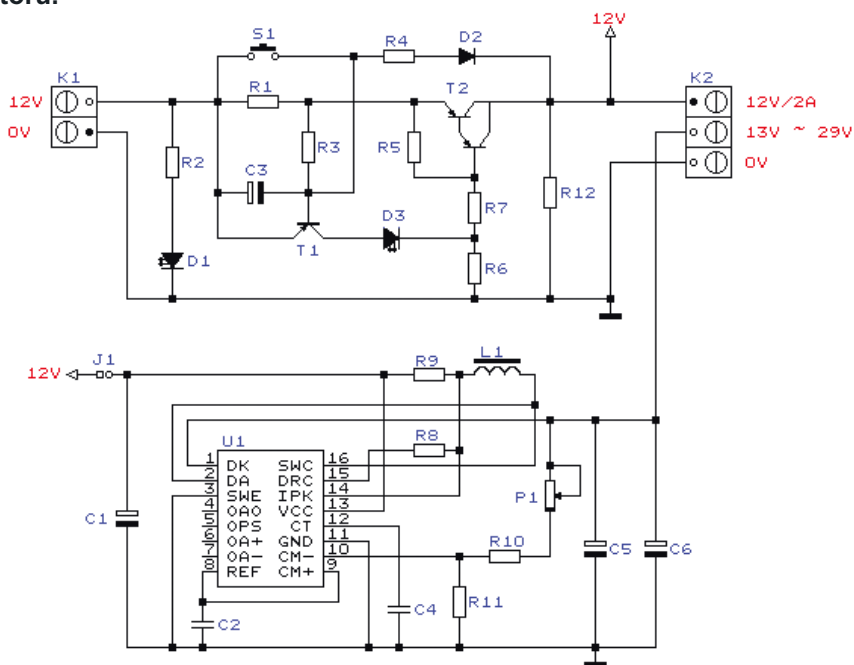 12V
S1
R4
D2
K1
R1
T2
K2
12V
12V/2A
0V
13V ~ 29V
R2
R3
R5
0V
C3
R12
R7
D3
D1
T1
R6
L1
J1
R9
12V
R8
U1
1 DK SWC 16
2 DA DRC 15
3 SWE IPK 14
4 OAO VCC 13
5 OPS CT 12
6 OA+ GND 11
7 OA- CM- 10
8 REF CM+ 9
P1
C1
R10
C5
C6
R11
C4
C2